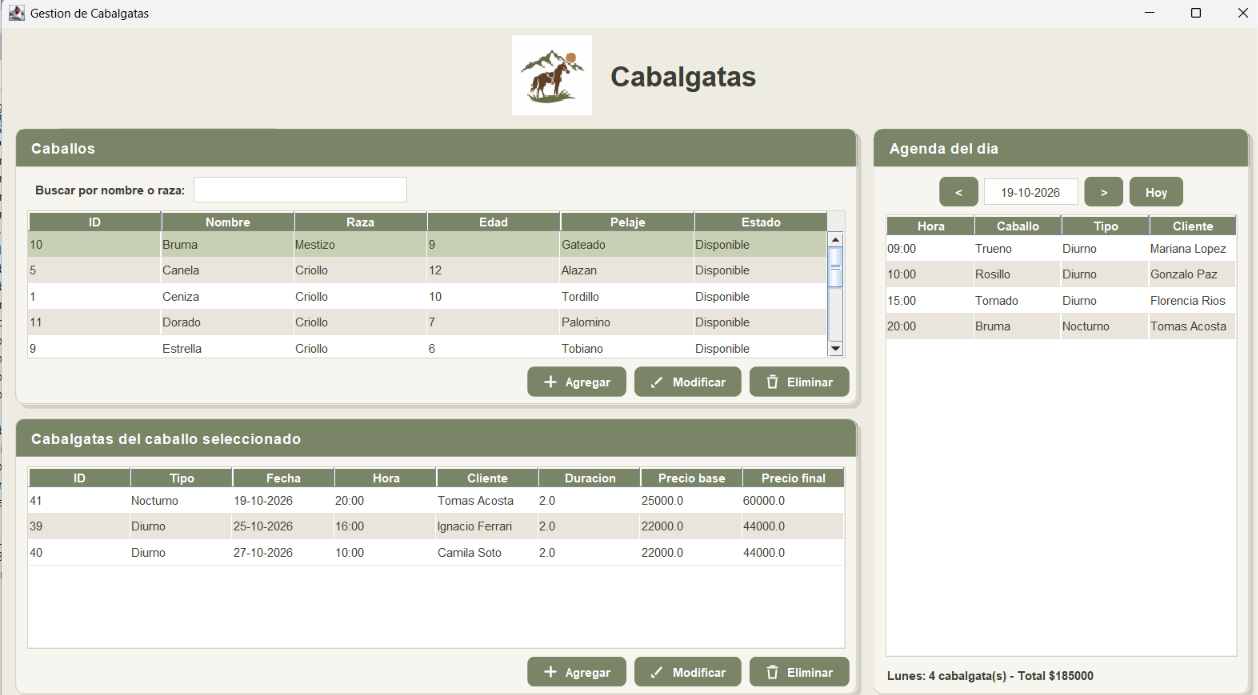 Gestion de Cabalgatas
Cabalgatas
Caballos
Buscar por nombre o raza:
ID Nombre Raza Edad Pelaje Estado
10 Bruma Mestizo 9 Gateado Disponible
5 Canela Criollo 12 Alazan Disponible
1 Ceniza Criollo 10 Tordillo Disponible
11 Dorado Criollo 7 Palomino Disponible
9 Estrella Criollo 6 Tobiano Disponible
+ Agregar Modificar Eliminar
Cabalgatas del caballo seleccionado
ID Tipo Fecha Hora Cliente Duracion Precio base Precio final
41 Nocturno 19-10-2026 20:00 Tomas Acosta 2.0 25000.0 60000.0
39 Diurno 25-10-2026 16:00 Ignacio Ferrari 2.0 22000.0 44000.0
40 Diurno 27-10-2026 10:00 Camila Soto 2.0 22000.0 44000.0
+ Agregar Modificar Eliminar
Agenda del dia
< 19-10-2026 > Hoy
Hora Caballo Tipo Cliente
09:00 Trueno Diurno Mariana Lopez
10:00 Rosillo Diurno Gonzalo Paz
15:00 Tornado Diurno Florencia Rios
20:00 Bruma Nocturno Tomas Acosta
Lunes: 4 cabalgata(s) - Total $185000